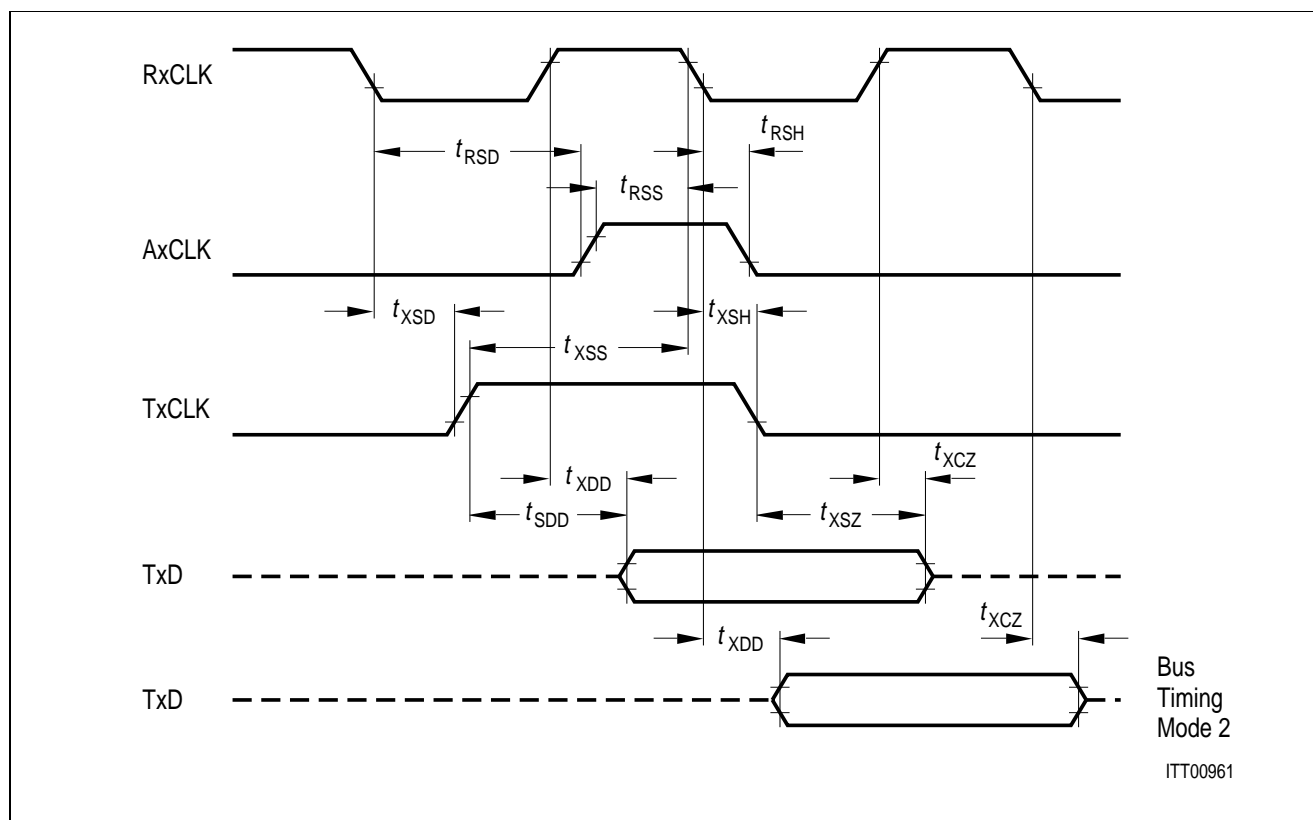 RxCLK
tRSH
tRSD
tRSS
AxCLK
tXSD
tXSH
tXSS
TxCLK
tXCZ
tXDD
tSDD
tXSZ
TxD
tXCZ
tXDD
TxD
Bus
Timing
Mode 2
ITT00961